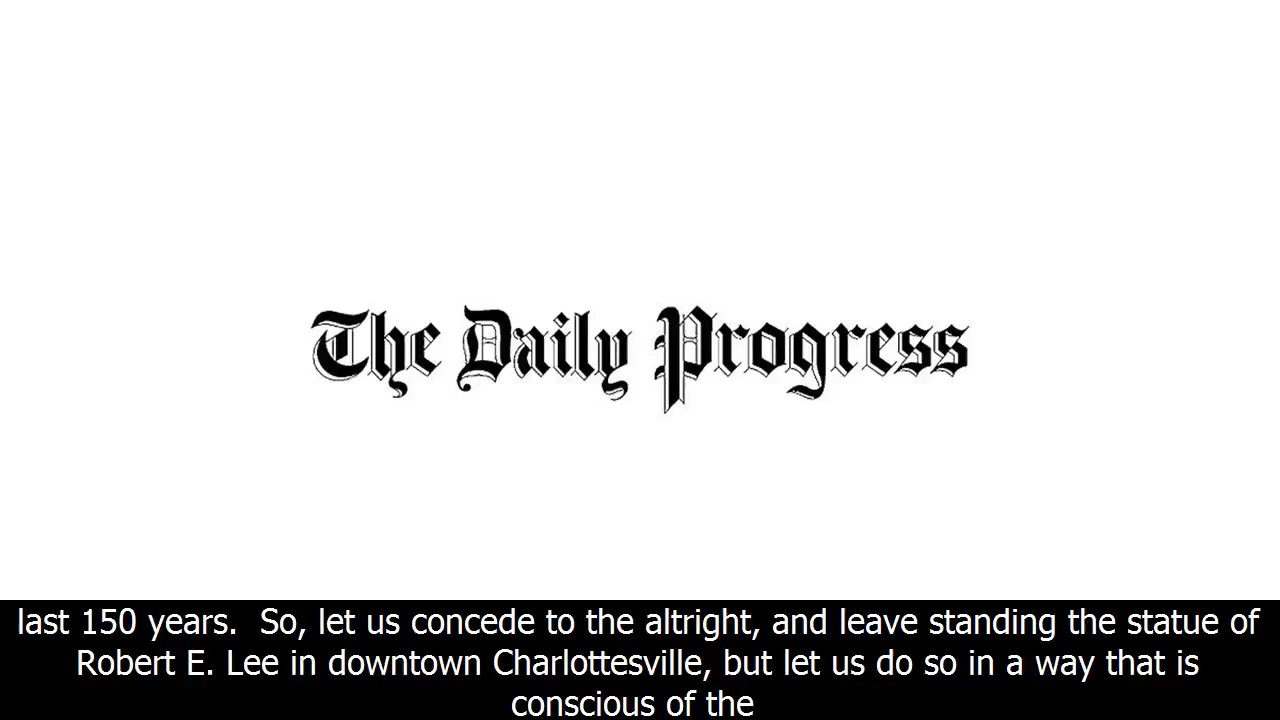 The Daily Progress
last 150 years.  So, let us concede to the altright, and leave standing the statue of
Robert E. Lee in downtown Charlottesville, but let us do so in a way that is
conscious of the